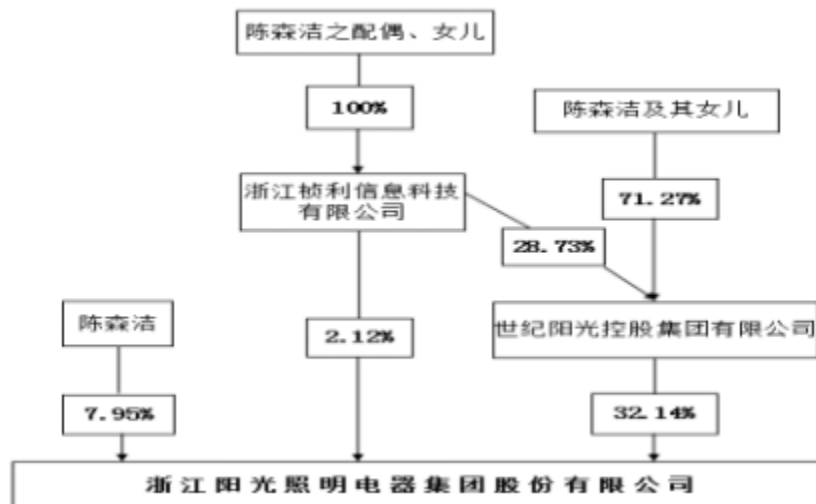 陈森洁之配偶、女儿
100%
陈森洁及其女儿
浙江桢利信息科技
有限公司
71.27%
28.73%
陈森洁
2.12%
世纪阳光控股集团有限公司
7.95%
32.14%
浙江阳光照明电器集团股份有限公司